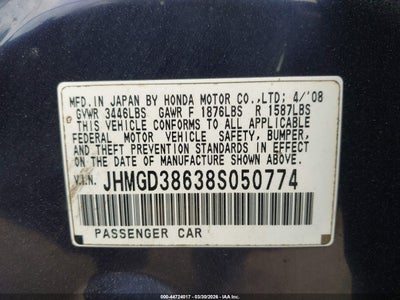 MFD. IN JAPAN BY HONDA MOTOR CO.,LTD; 4/'08
GVWR 3446LBS GAWR F 1876LBS R 1587LBS
THIS VEHICLE CONFORMS TO ALL APPLICABLE
FEDERAL MOTOR VEHICLE SAFETY, BUMPER,
AND THEFT PREVENTION STANDARDS IN EFFECT
ON THE DATE OF MANUFACTURE SHOWN ABOVE.
V.I.N. JHMGD38638S050774
PASSENGER CAR
000-44724017 - 03/20/2026 - IAA Inc.